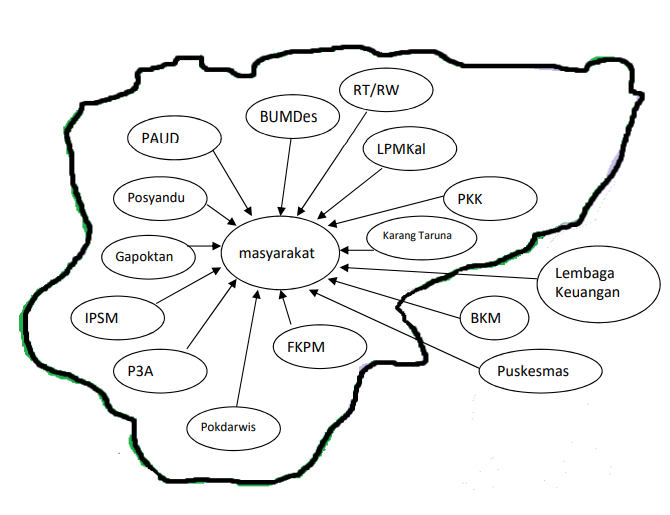 RT/RW
BUMDes
PAUD
LPMKal
Posyandu
PKK
Karang Taruna
masyarakat
Gapoktan
Lembaga
Keuangan
IPSM
BKM
FKPM
P3A
Puskesmas
Pokdarwis